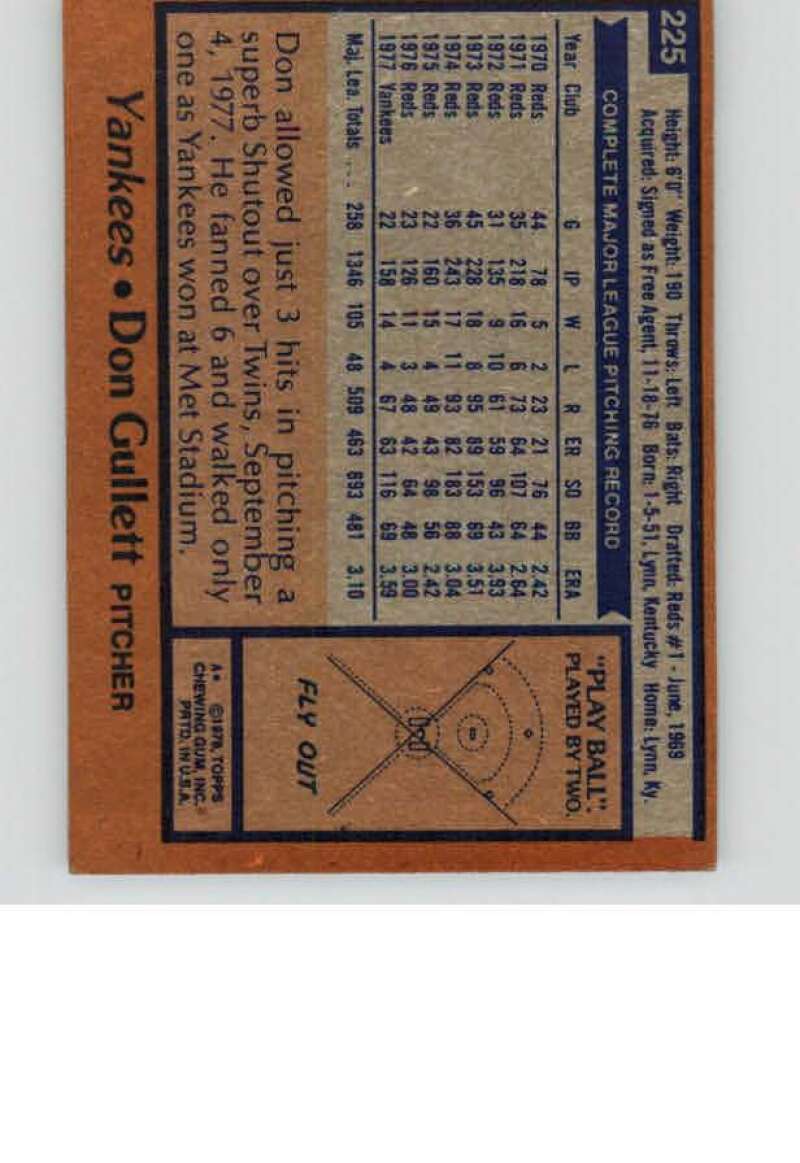 225
Height: 6'0" Weight: 190 Throws: Left Bats: Right Drafted: Reds #1 - June, 1969
Acquired: Signed as Free Agent, 11-18-76 Born: 1-5-51, Lynn, Kentucky Home: Lynn, Ky.
COMPLETE MAJOR LEAGUE PITCHING RECORD
Year Club G IP W L R ER SO BB ERA
1970 Reds 44 78 5 2 23 21 76 44 2.42
1971 Reds 35 218 16 6 73 64 107 64 2.64
1972 Reds 31 135 9 10 61 59 96 43 3.93
1973 Reds 45 228 18 8 95 89 153 69 3.51
1974 Reds 36 243 17 11 93 82 183 88 3.04
1975 Reds 22 160 15 4 49 43 98 56 2.42
1976 Reds 23 126 11 3 48 42 64 48 3.00
1977 Yankees 22 158 14 4 67 63 116 69 3.59
Maj. Lea. Totals ... 258 1346 105 48 509 463 893 481 3.10
Don allowed just 3 hits in pitching a
superb Shutout over Twins, September
4, 1977. He fanned 6 and walked only
one as Yankees won at Met Stadium.
"PLAY BALL".
PLAYED BY TWO.
FLY OUT
A* ©1978, TOPPS
CHEWING GUM, INC.
PRTD. IN U.S.A.
Yankees • Don Gullett PITCHER